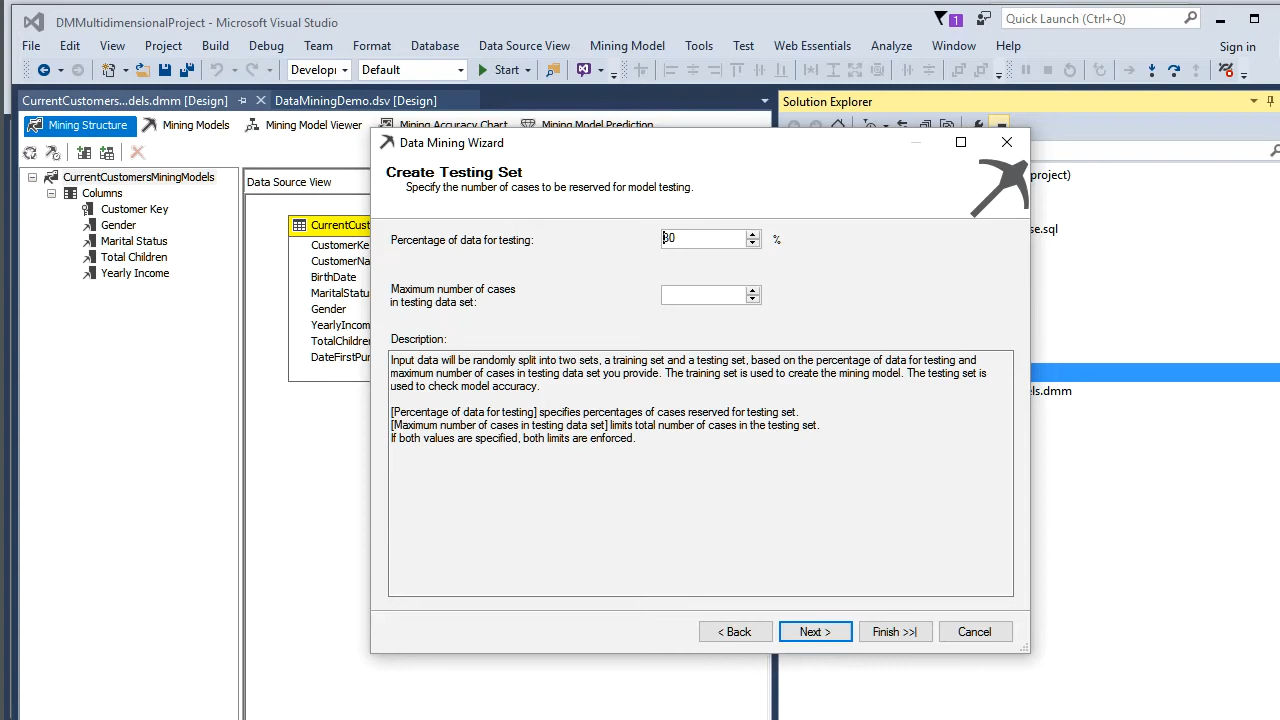 DMMultidimensionalProject - Microsoft Visual Studio
1
Quick Launch (Ctrl+Q)
File Edit View Project Build Debug Team Format Database Data Source View Mining Model Tools Test Web Essentials Analyze Window Help
Sign in
Develop Default Start
CurrentCustomers...dels.dmm [Design] DataMiningDemo.dsv [Design]
Solution Explorer
Mining Structure Mining Models Mining Model Viewer Mining Accuracy Chart Mining Model Prediction
CurrentCustomersMiningModels
Columns
Customer Key
Gender
Marital Status
Total Children
Yearly Income
Data Source View
CurrentCust
CustomerKe
CustomerNa
BirthDate
MaritalStatu
Gender
YearlyIncom
TotalChildren
DateFirstPur
Data Mining Wizard
Create Testing Set
Specify the number of cases to be reserved for model testing.
Percentage of data for testing:
30
%
Maximum number of cases
in testing data set:
Description:
Input data will be randomly split into two sets, a training set and a testing set, based on the percentage of data for testing and
maximum number of cases in testing data set you provide. The training set is used to create the mining model. The testing set is
used to check model accuracy.
[Percentage of data for testing] specifies percentages of cases reserved for testing set.
[Maximum number of cases in testing data set] limits total number of cases in the testing set.
If both values are specified, both limits are enforced.
< Back Next > Finish >>| Cancel
project)
se.sql
els.dmm